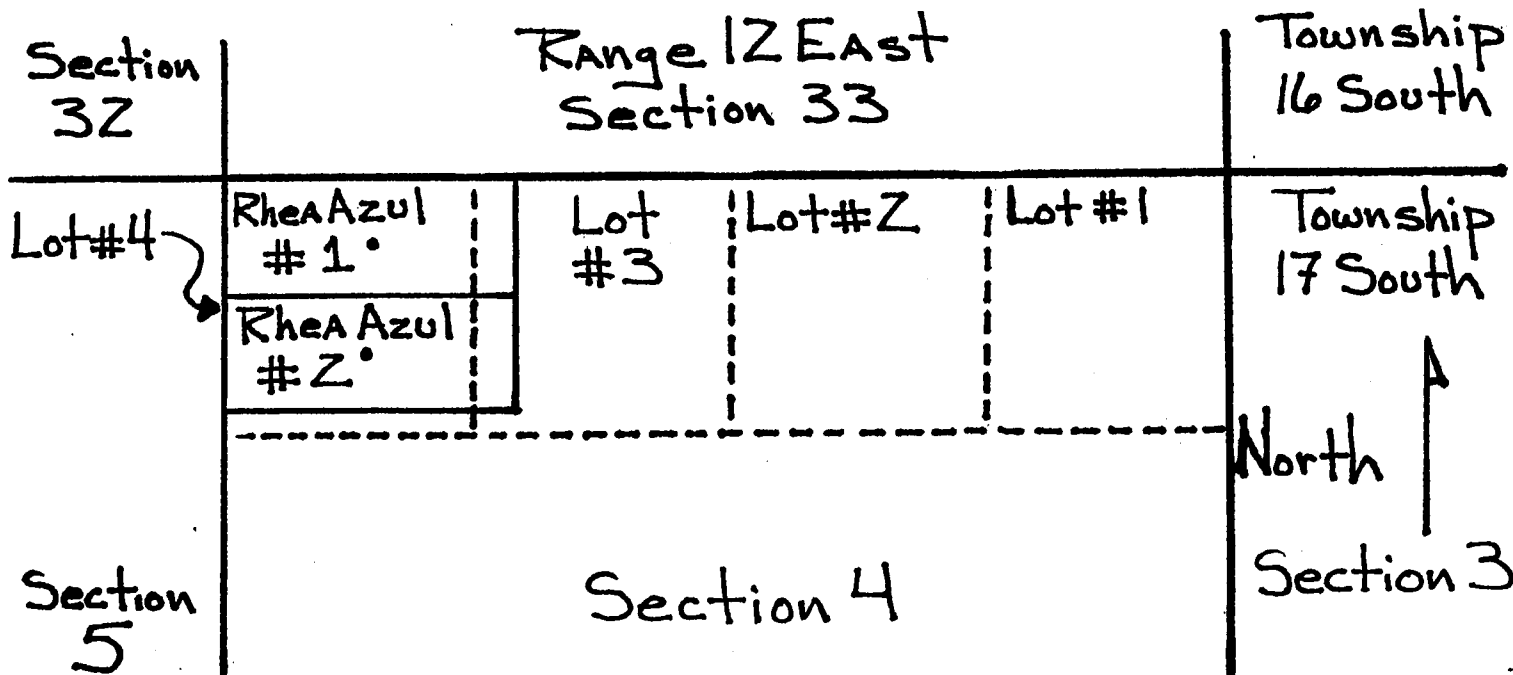 Section
32
Range 12 East
Section 33
Township
16 South
Lot #4
Rhea Azul
# 1
Rhea Azul
# 2
Lot
#3
Lot #2
Lot #1
Township
17 South
North
Section
5
Section 4
Section 3